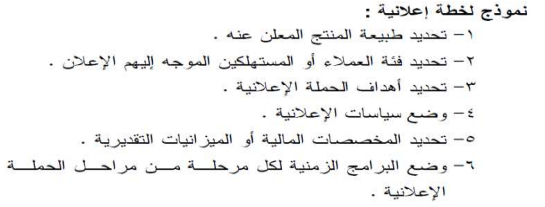 نموذج لخطة إعلانية :
١- تحديد طبيعة المنتج المعلن عنه .
٢- تحديد فئة العملاء أو المستهلكين الموجه إليهم الإعلان .
٣- تحديد أهداف الحملة الإعلانية .
٤- وضع سياسات الإعلانية .
٥- تحديد المخصصات المالية أو الميزانيات التقديرية .
٦- وضع البرامج الزمنية لكل مرحلـــة مـــن مراحـــل الحملـــة
الإعلانية .